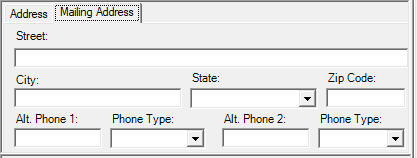 Address Mailing Address
Street:
City: State: Zip Code:
Alt. Phone 1: Phone Type: Alt. Phone 2: Phone Type: